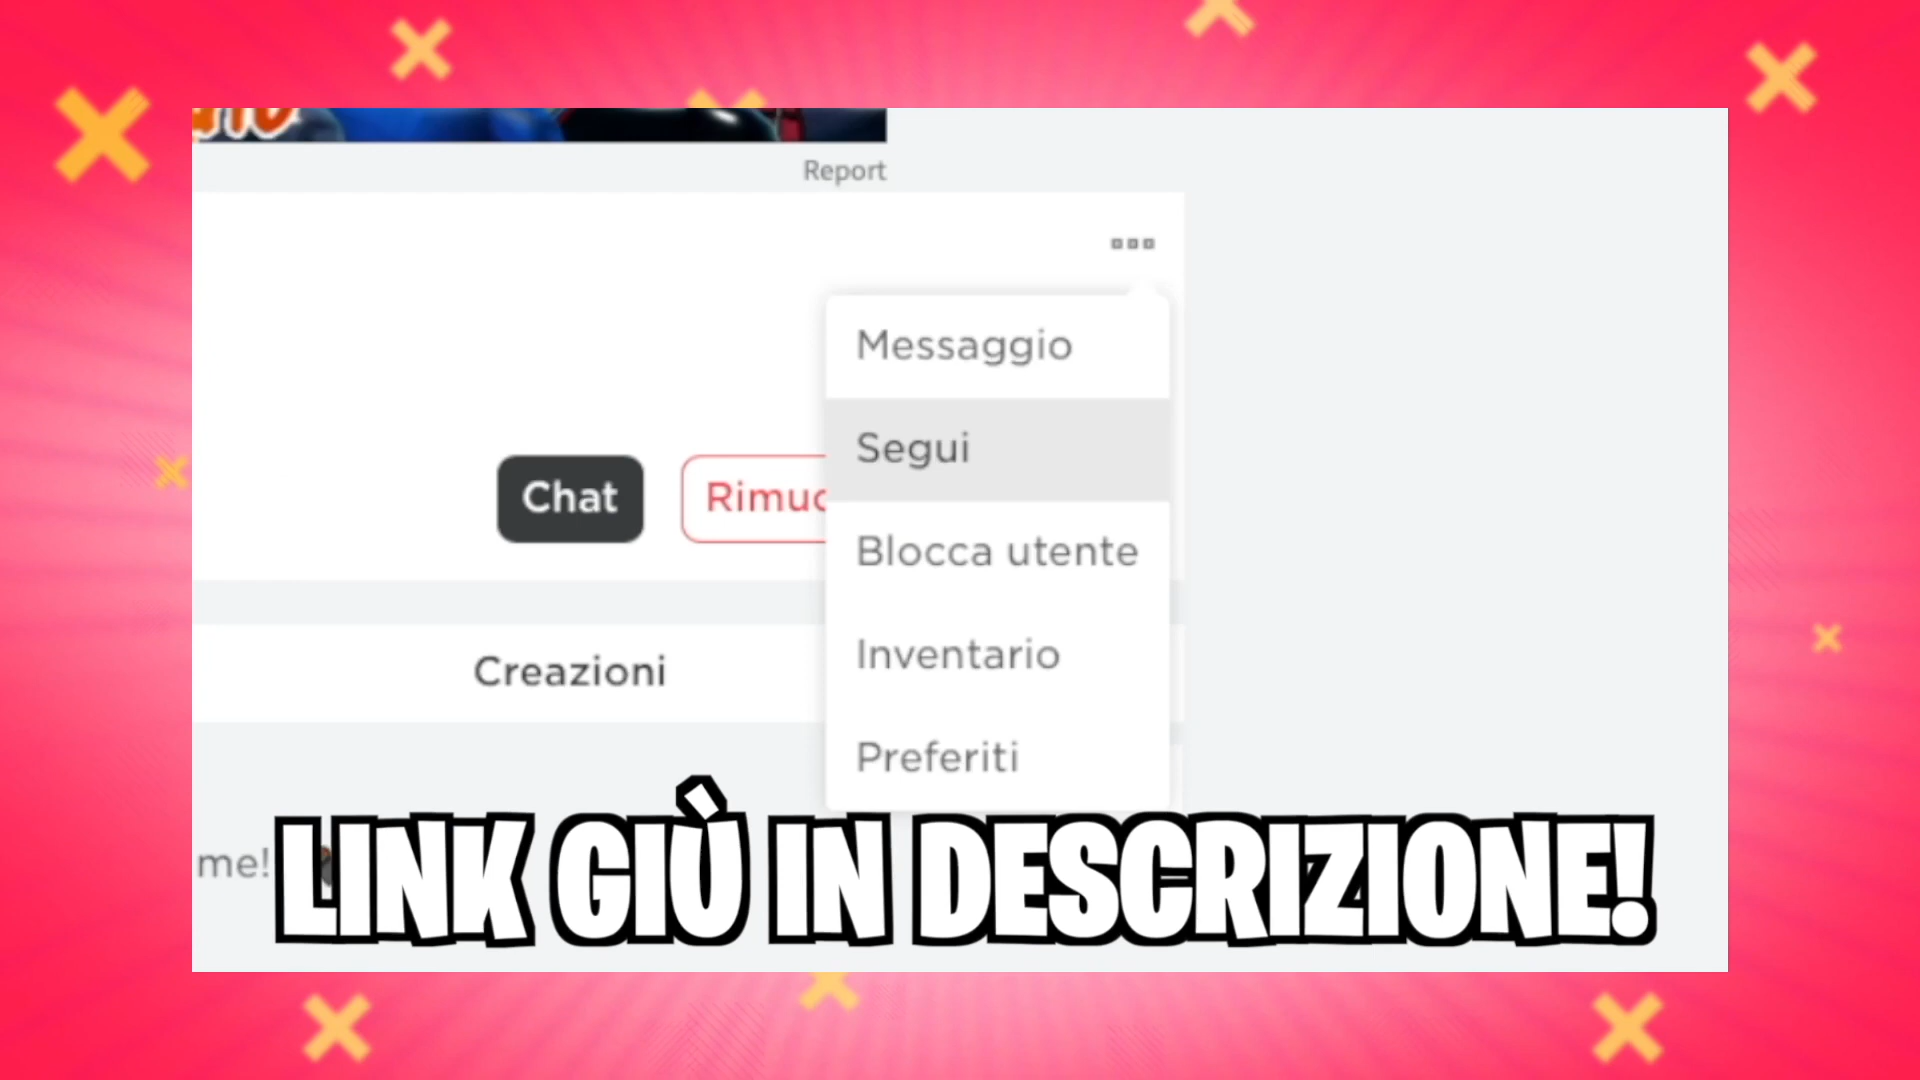 Report
Messaggio
Segui
Chat
Blocca utente
Inventario
Creazioni
Preferiti
me!
LINK GIÙ IN DESCRIZIONE!